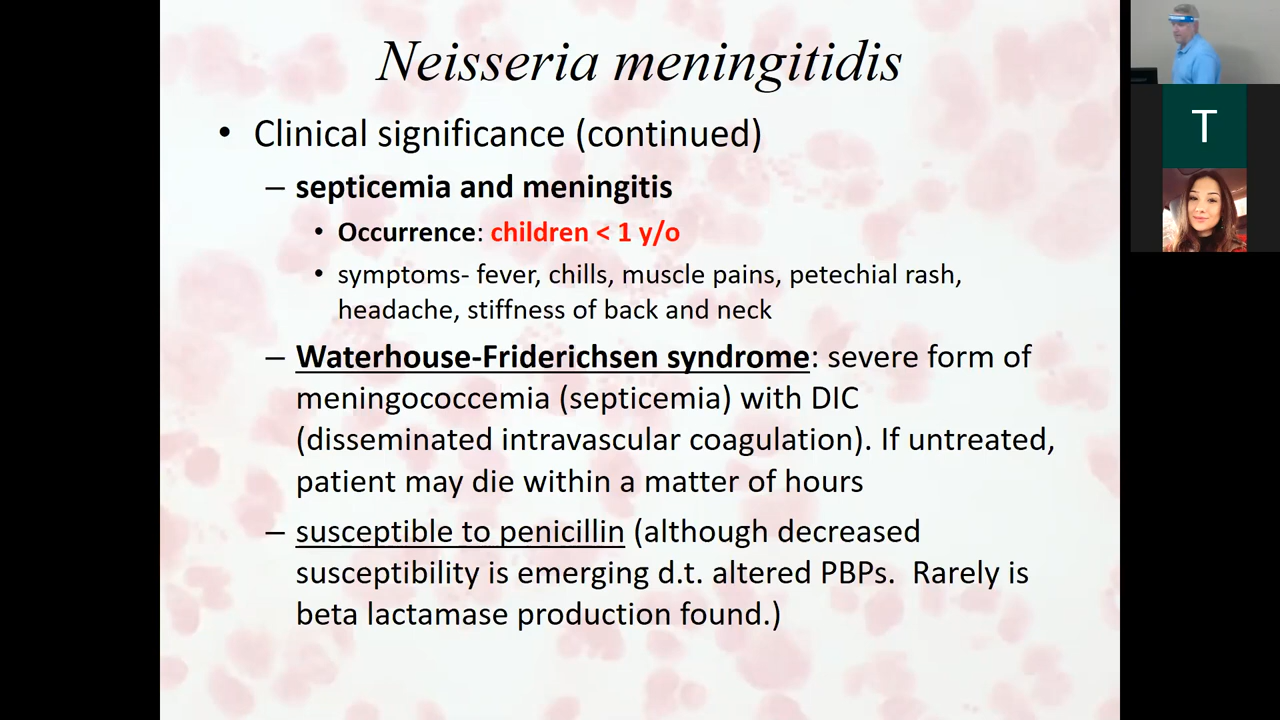 Neisseria meningitidis
• Clinical significance (continued)
– septicemia and meningitis
• Occurrence: children < 1 y/o
• symptoms- fever, chills, muscle pains, petechial rash,
headache, stiffness of back and neck
– Waterhouse-Friderichsen syndrome: severe form of
meningococcemia (septicemia) with DIC
(disseminated intravascular coagulation). If untreated,
patient may die within a matter of hours
– susceptible to penicillin (although decreased
susceptibility is emerging d.t. altered PBPs.  Rarely is
beta lactamase production found.)
T